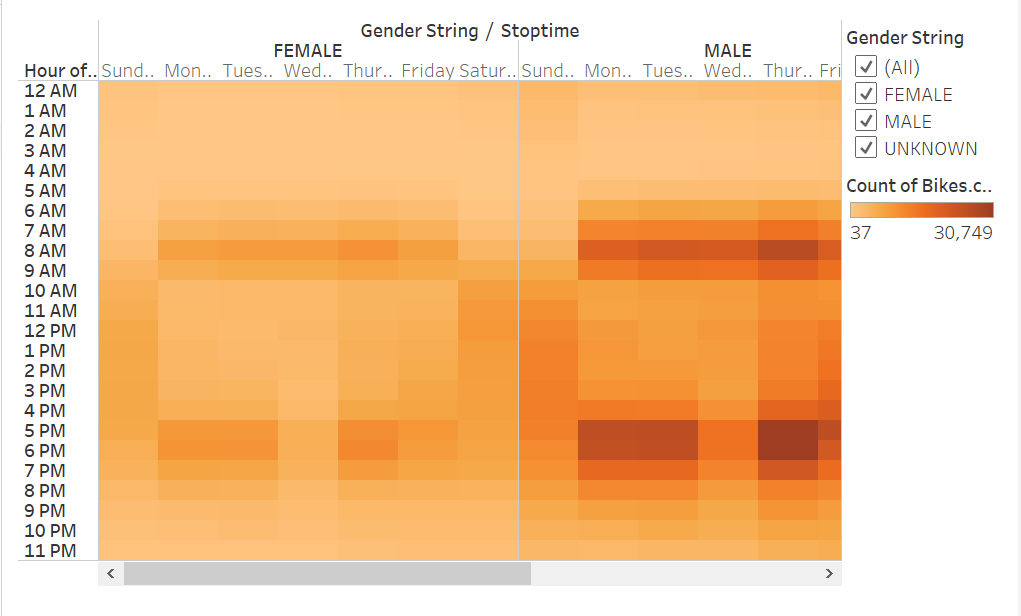 Gender String / Stoptime
FEMALE MALE
Hour of.. Sund.. Mon.. Tues.. Wed.. Thur.. Friday Satur.. Sund.. Mon.. Tues.. Wed.. Thur.. Fri
12 AM
1 AM
2 AM
3 AM
4 AM
5 AM
6 AM
7 AM
8 AM
9 AM
10 AM
11 AM
12 PM
1 PM
2 PM
3 PM
4 PM
5 PM
6 PM
7 PM
8 PM
9 PM
10 PM
11 PM
Gender String
(All)
FEMALE
MALE
UNKNOWN
Count of Bikes.c..
37 30,749